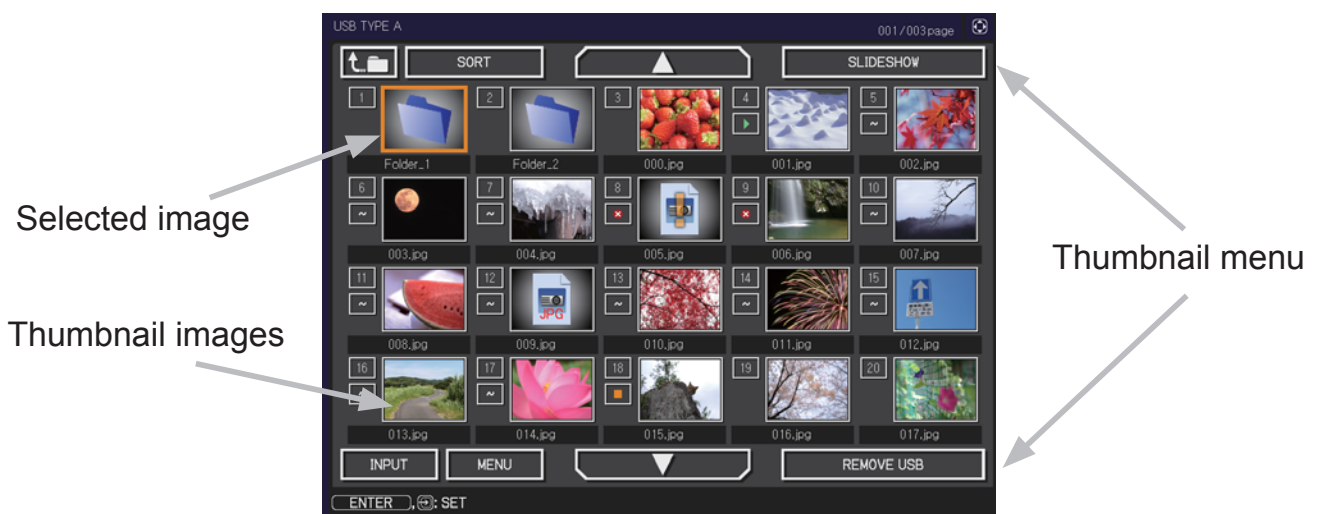 USB TYPE A 001/003page
SORT SLIDESHOW
1 2 3 4 5
Folder_1 Folder_2 000.jpg 001.jpg 002.jpg
Selected image
6 7 8 9 10
003.jpg 004.jpg 005.jpg 006.jpg 007.jpg
Thumbnail menu
11 12 13 14 15
JPG
Thumbnail images
008.jpg 009.jpg 010.jpg 011.jpg 012.jpg
16 17 18 19 20
013.jpg 014.jpg 015.jpg 016.jpg 017.jpg
INPUT MENU REMOVE USB
ENTER , : SET